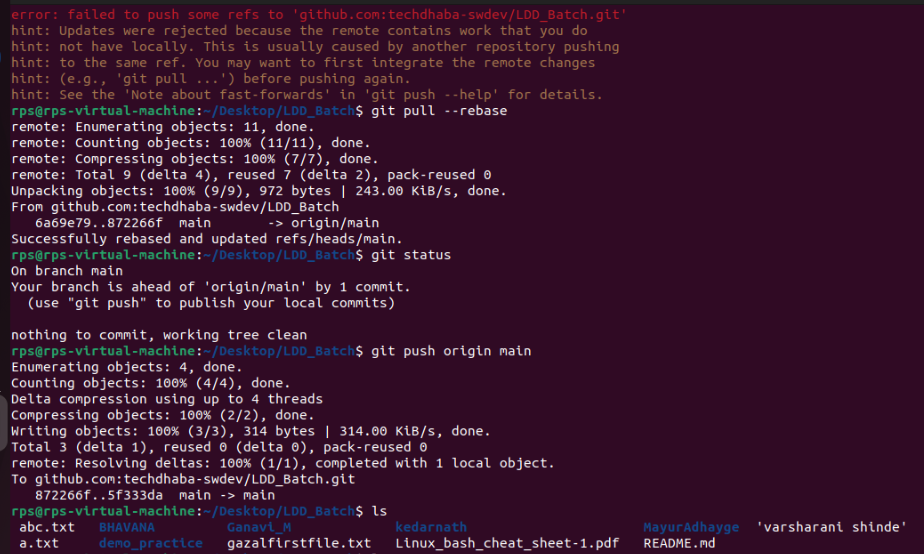 error: failed to push some refs to 'github.com:techdhaba-swdev/LDD_Batch.git'
hint: Updates were rejected because the remote contains work that you do
hint: not have locally. This is usually caused by another repository pushing
hint: to the same ref. You may want to first integrate the remote changes
hint: (e.g., 'git pull ...') before pushing again.
hint: See the 'Note about fast-forwards' in 'git push --help' for details.
rps@rps-virtual-machine:~/Desktop/LDD_Batch$ git pull --rebase
remote: Enumerating objects: 11, done.
remote: Counting objects: 100% (11/11), done.
remote: Compressing objects: 100% (7/7), done.
remote: Total 9 (delta 4), reused 7 (delta 2), pack-reused 0
Unpacking objects: 100% (9/9), 972 bytes | 243.00 KiB/s, done.
From github.com:techdhaba-swdev/LDD_Batch
   6a69e79..872266f  main       -> origin/main
Successfully rebased and updated refs/heads/main.
rps@rps-virtual-machine:~/Desktop/LDD_Batch$ git status
On branch main
Your branch is ahead of 'origin/main' by 1 commit.
  (use "git push" to publish your local commits)

nothing to commit, working tree clean
rps@rps-virtual-machine:~/Desktop/LDD_Batch$ git push origin main
Enumerating objects: 4, done.
Counting objects: 100% (4/4), done.
Delta compression using up to 4 threads
Compressing objects: 100% (2/2), done.
Writing objects: 100% (3/3), 314 bytes | 314.00 KiB/s, done.
Total 3 (delta 1), reused 0 (delta 0), pack-reused 0
remote: Resolving deltas: 100% (1/1), completed with 1 local object.
To github.com:techdhaba-swdev/LDD_Batch.git
   872266f..5f333da  main -> main
rps@rps-virtual-machine:~/Desktop/LDD_Batch$ ls
 abc.txt   BHAVANA         Ganavi_M            kedarnath                      MayurAdhayge  'varsharani shinde'
 a.txt     demo_practice   gazalfirstfile.txt   Linux_bash_cheat_sheet-1.pdf   README.md